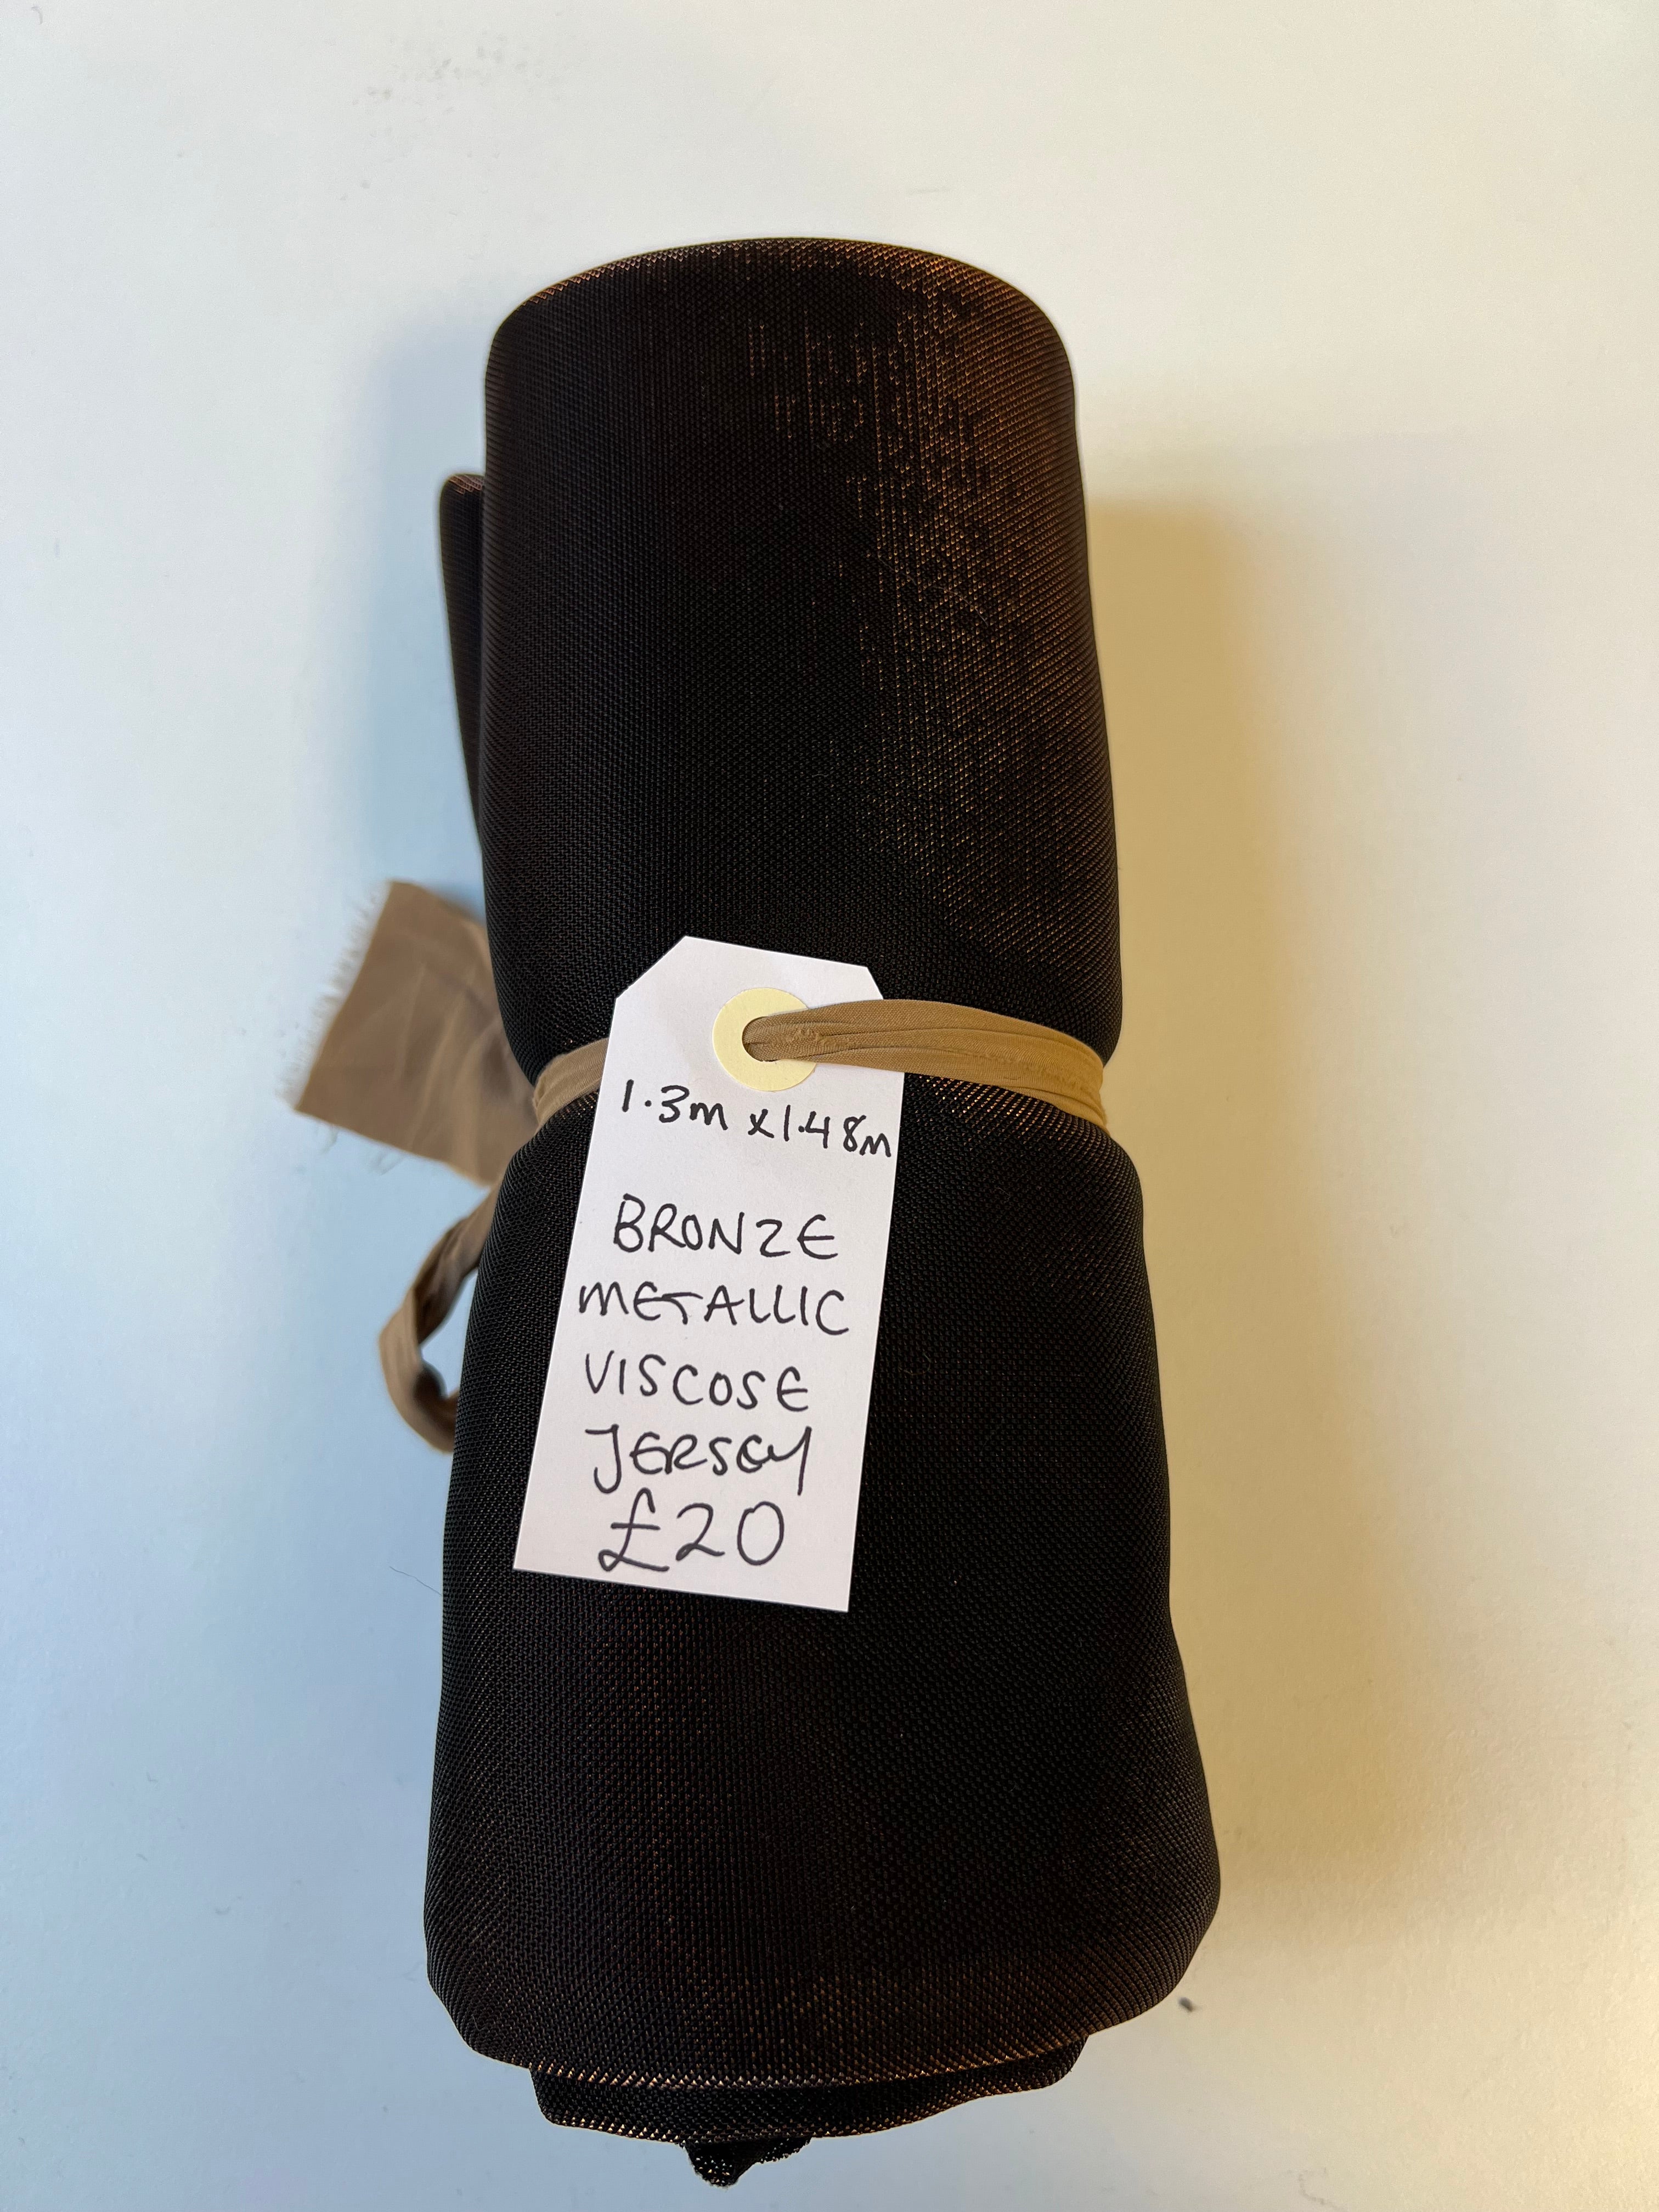 1.3m x 1.48m
BRONZE
METALLIC
VISCOSE
JERSEY
£20